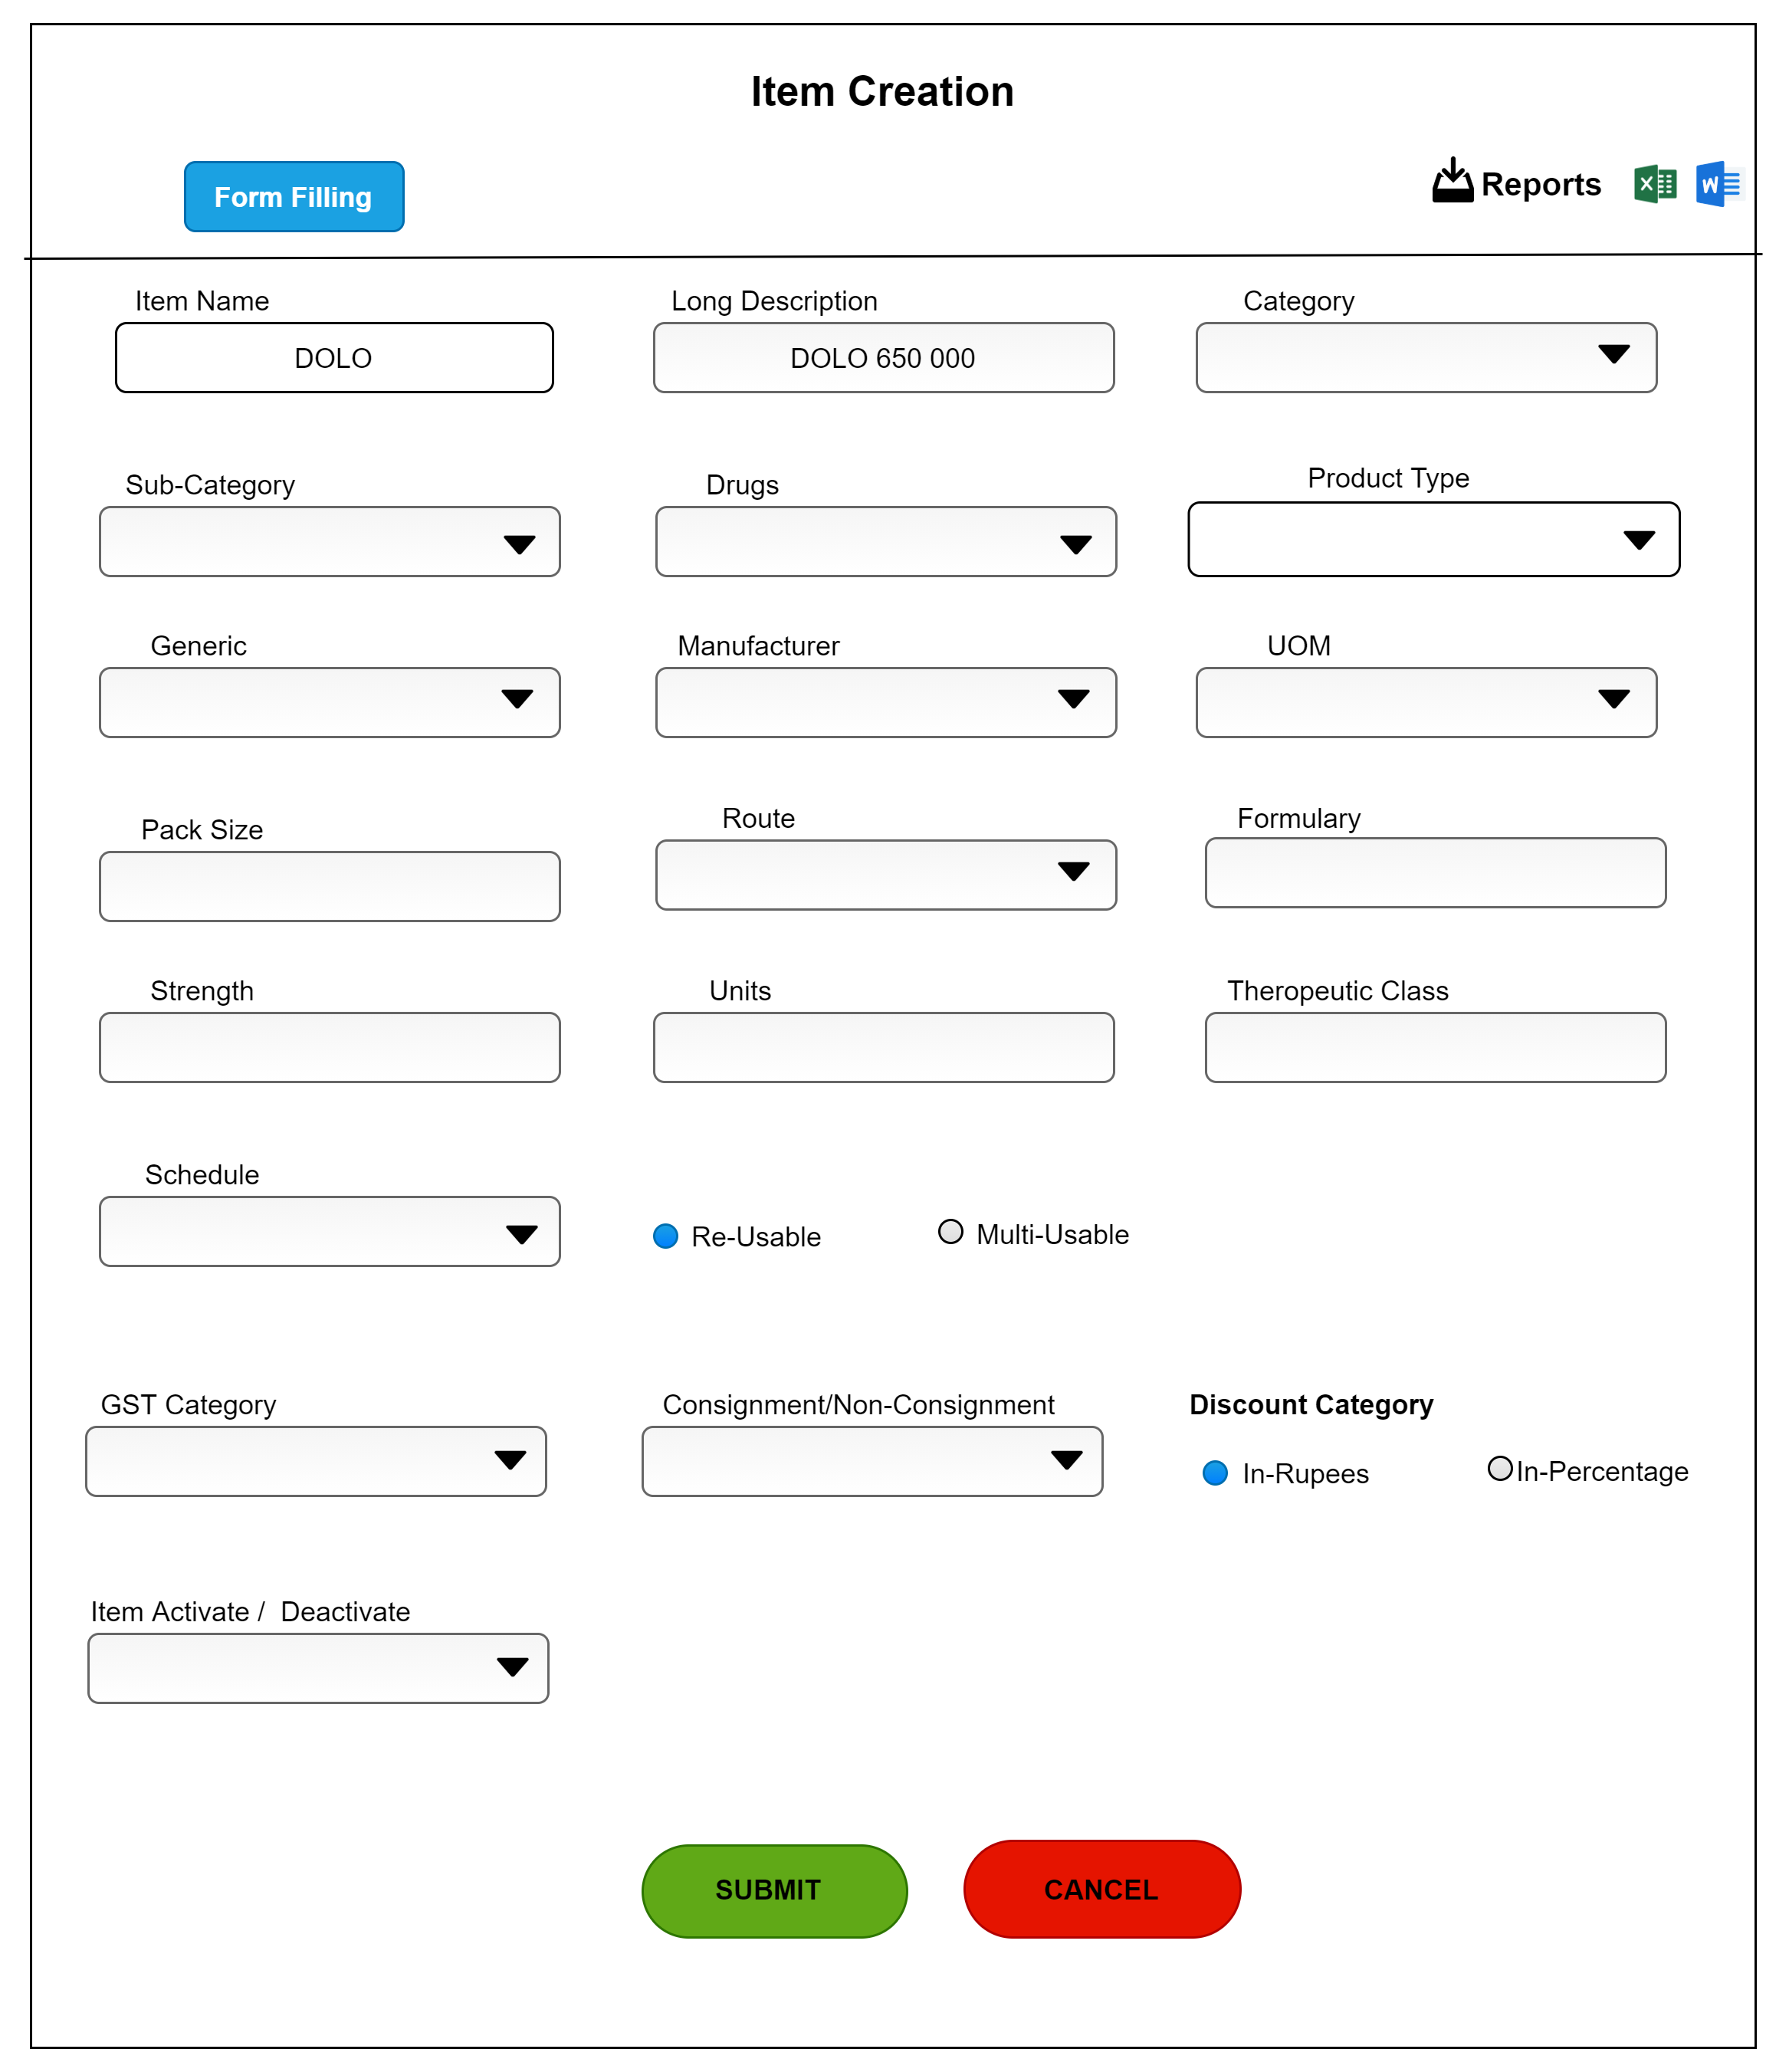 Item Creation
Form Filling
Reports
Item Name
Long Description
Category
DOLO
DOLO 650 000
Sub-Category
Drugs
Product Type
Generic
Manufacturer
UOM
Pack Size
Route
Formulary
Strength
Units
Theropeutic Class
Schedule
Re-Usable
Multi-Usable
GST Category
Consignment/Non-Consignment
Discount Category
In-Rupees
In-Percentage
Item Activate /  Deactivate
SUBMIT
CANCEL